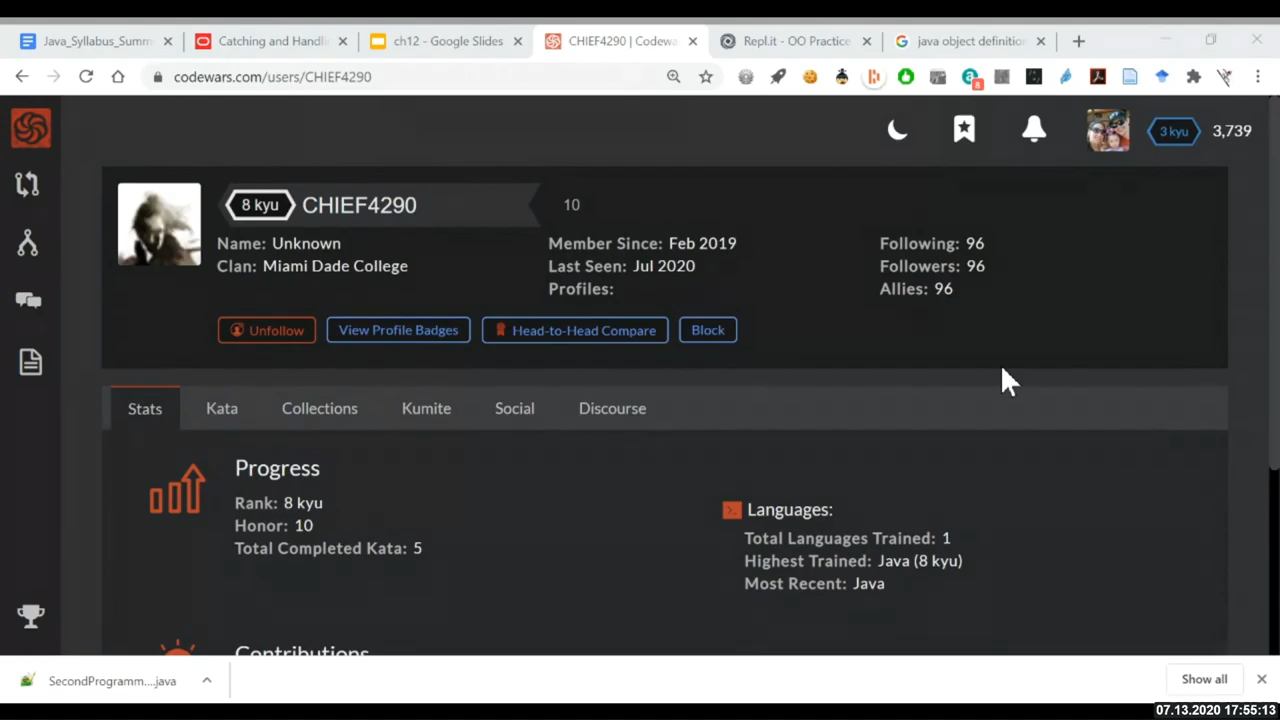 Java_Syllabus_Summ
Catching and Handli
ch12 - Google Slides
CHIEF4290 | Codewa
Repl.it - OO Practice
java object definitio
codewars.com/users/CHIEF4290
8
3 kyu
3,739
8 kyu
CHIEF4290
10
Name: Unknown
Member Since: Feb 2019
Following: 96
Clan: Miami Dade College
Last Seen: Jul 2020
Followers: 96
Profiles:
Allies: 96
Unfollow
View Profile Badges
Head-to-Head Compare
Block
Stats
Kata
Collections
Kumite
Social
Discourse
Progress
Rank: 8 kyu
Honor: 10
Total Completed Kata: 5
Languages:
Total Languages Trained: 1
Highest Trained: Java (8 kyu)
Most Recent: Java
Contributions
SecondProgramm....java
Show all
07.13.2020 17:55:13